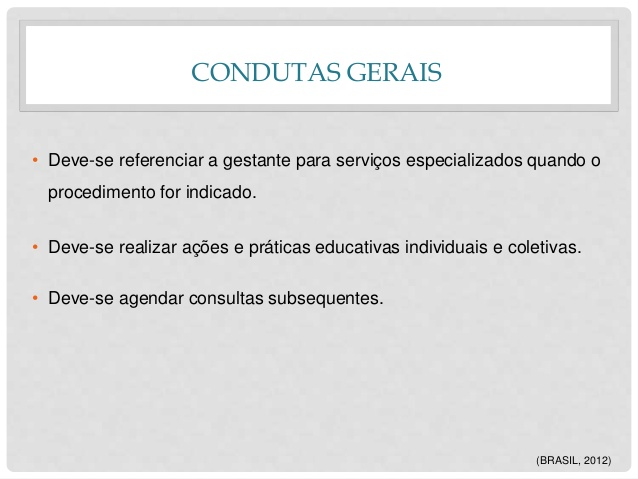 CONDUTAS GERAIS
• Deve-se referenciar a gestante para serviços especializados quando o
procedimento for indicado.
• Deve-se realizar ações e práticas educativas individuais e coletivas.
• Deve-se agendar consultas subsequentes.
(BRASIL, 2012)